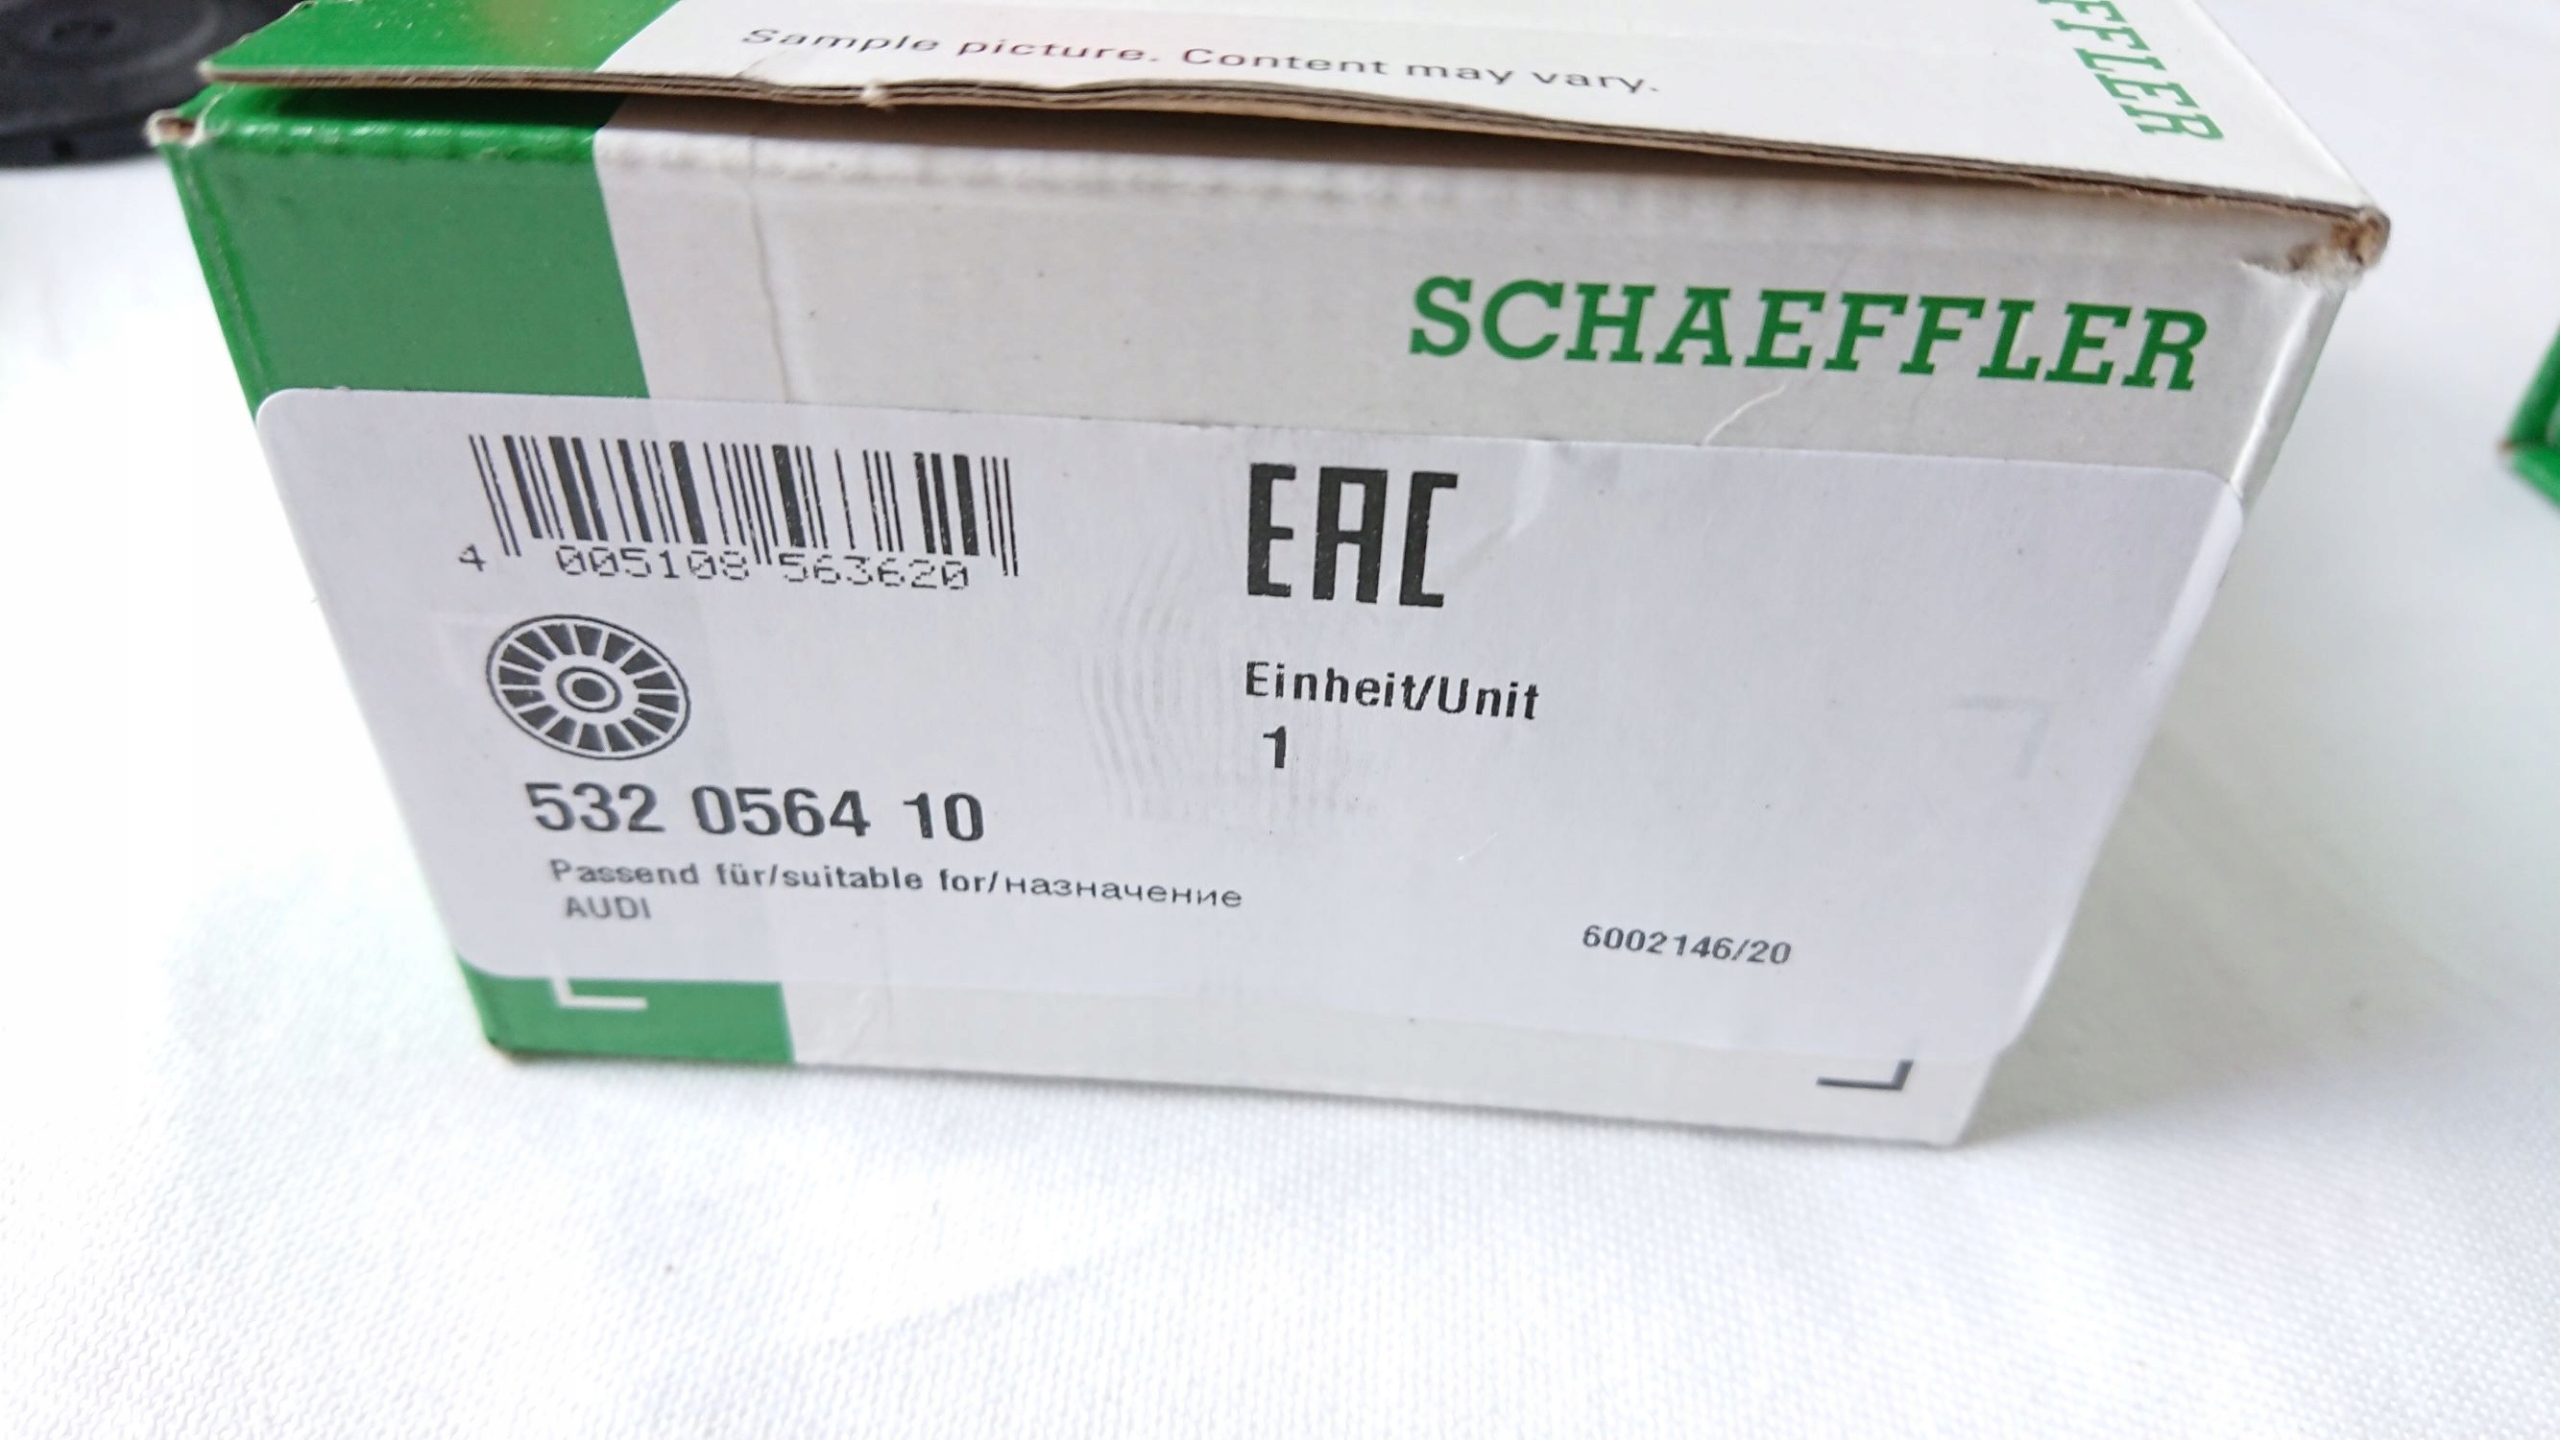 Sample picture. Content may vary.
FFLER
SCHAEFFLER
4 005108 563620
EAC
Einheit/Unit
1
532 0564 10
Passend für/suitable for/назначение
AUDI
6002146/20